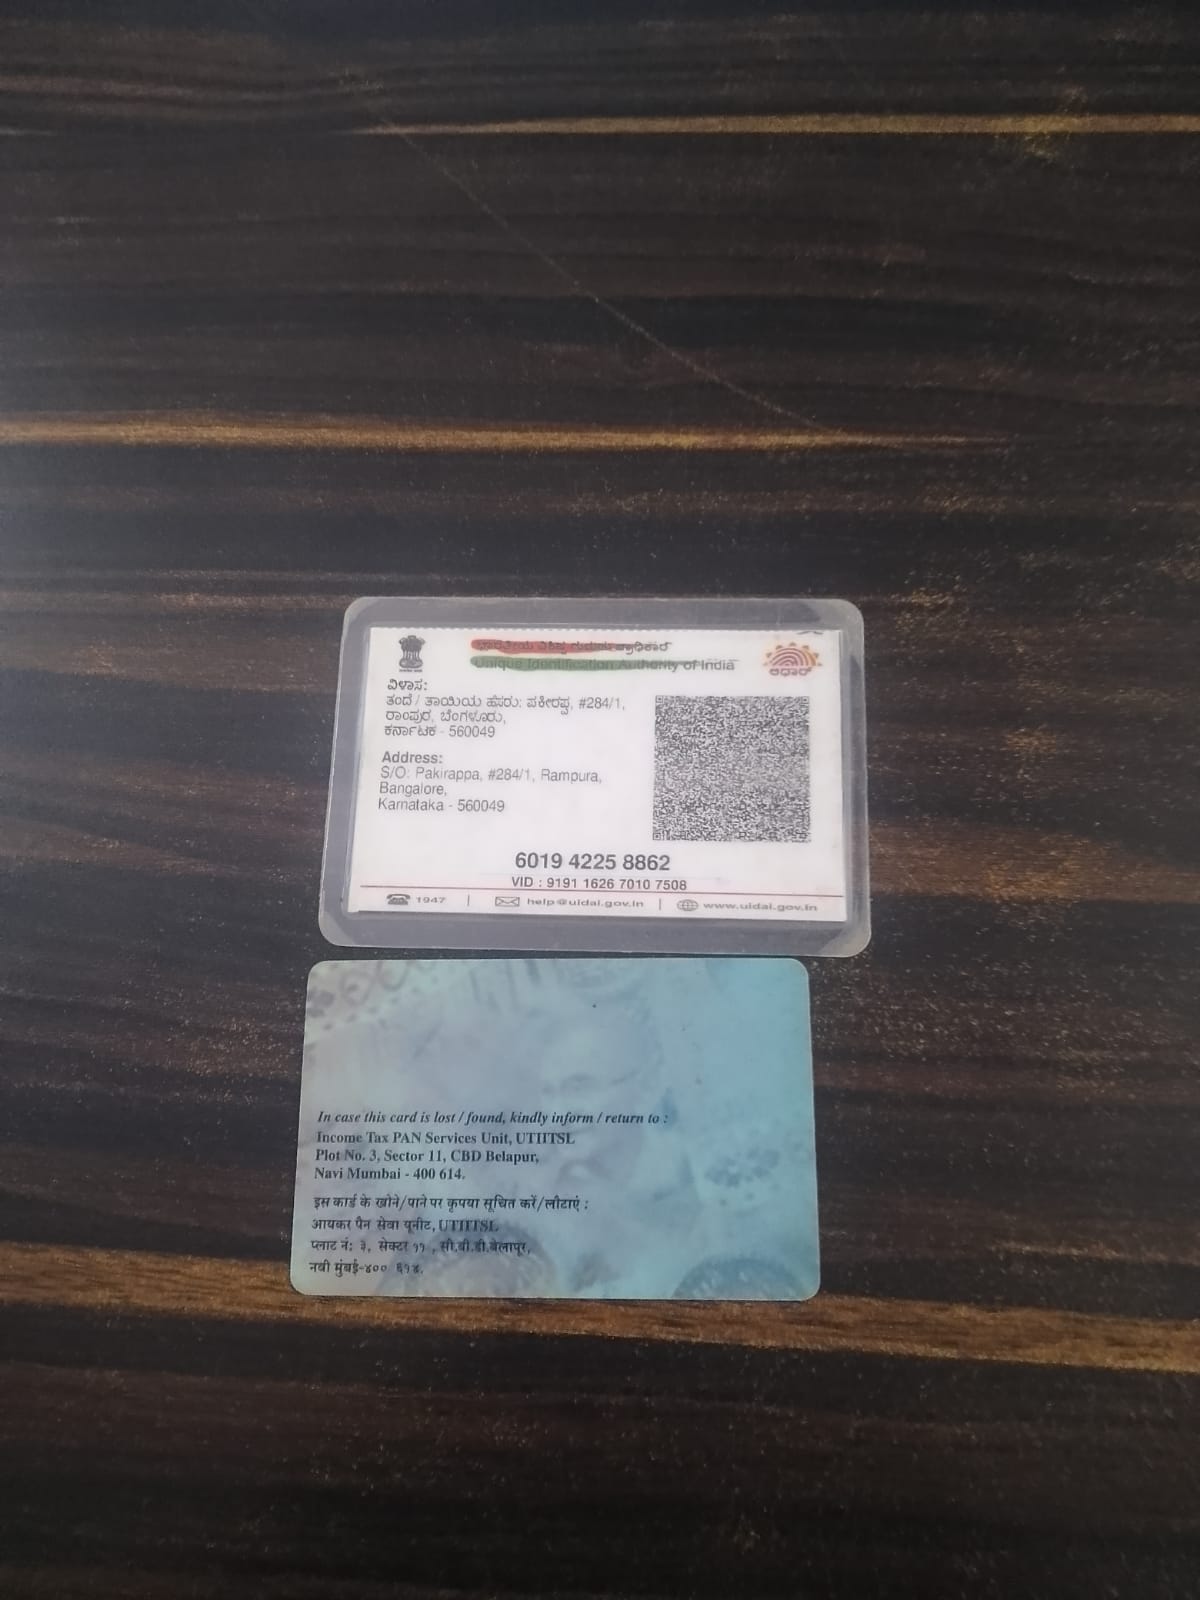 ಭಾರತೀಯ ವಿಶಿಷ್ಟ ಗುರುತು ಪ್ರಾಧಿಕಾರ
Unique Identification Authority of India
ಆಧಾರ್
ವಿಳಾಸ:
ತಂದೆ / ತಾಯಿಯ ಹೆಸರು: ಪಕೀರಪ್ಪ, #284/1,
ರಾಂಪುರ, ಬೆಂಗಳೂರು,
ಕರ್ನಾಟಕ - 560049
Address:
S/O: Pakirappa, #284/1, Rampura,
Bangalore,
Karnataka - 560049
6019 4225 8862
VID : 9191 1626 7010 7508
1947 | help@uidai.gov.in | www.uidai.gov.in
In case this card is lost / found, kindly inform / return to :
Income Tax PAN Services Unit, UTIITSL
Plot No. 3, Sector 11, CBD Belapur,
Navi Mumbai - 400 614.
इस कार्ड के खोने/पाने पर कृपया सूचित करें/लौटाएं :
आयकर पैन सेवा यूनीट, UTIITSL
प्लाट नं: ३, सेक्टर ११ , सी.बी.डी.बेलापूर,
नवी मुंबई-४०० ६१४.